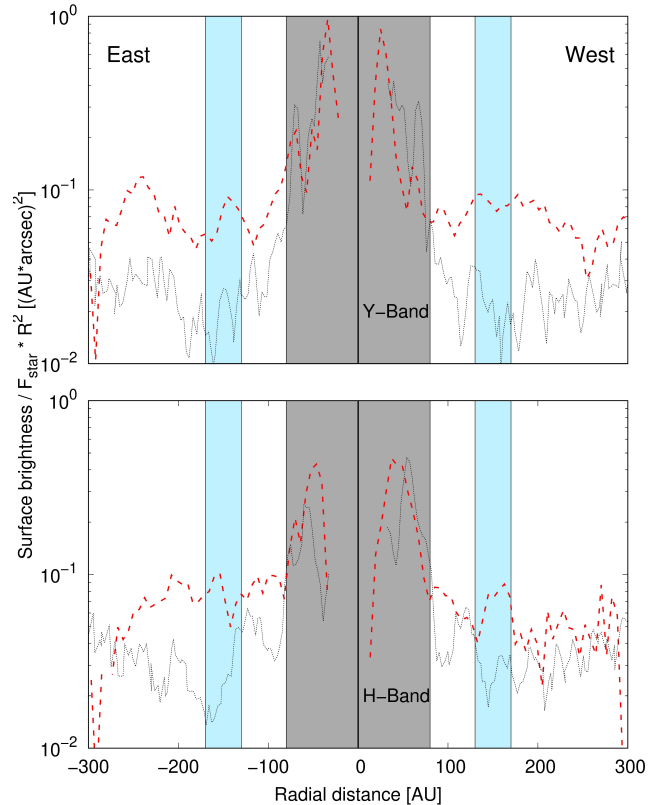 10^0
East
West
10^-1
Y-Band
10^-2
Surface brightness / F_star * R^2 [(AU*arcsec)^2]
10^0
10^-1
H-Band
10^-2
-300 -200 -100 0 100 200 300
Radial distance [AU]